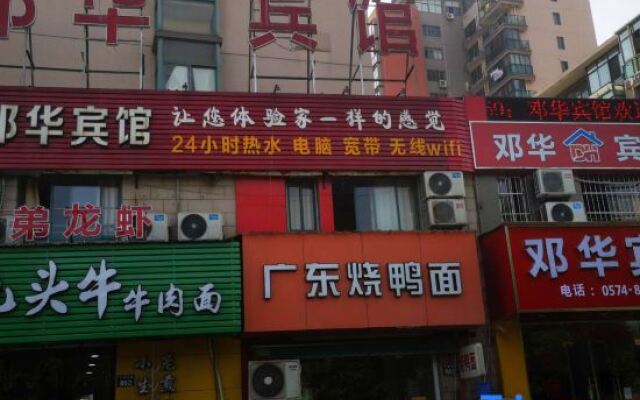 邓华宾馆
59: 邓华宾馆欢
邓华宾馆
让您体验家一样的感觉
24小时热水 电脑 宽带 无线wifi
邓华 宾
弟龙虾
头牛 牛肉面
广东烧鸭面
邓华宾
电话：0574-8